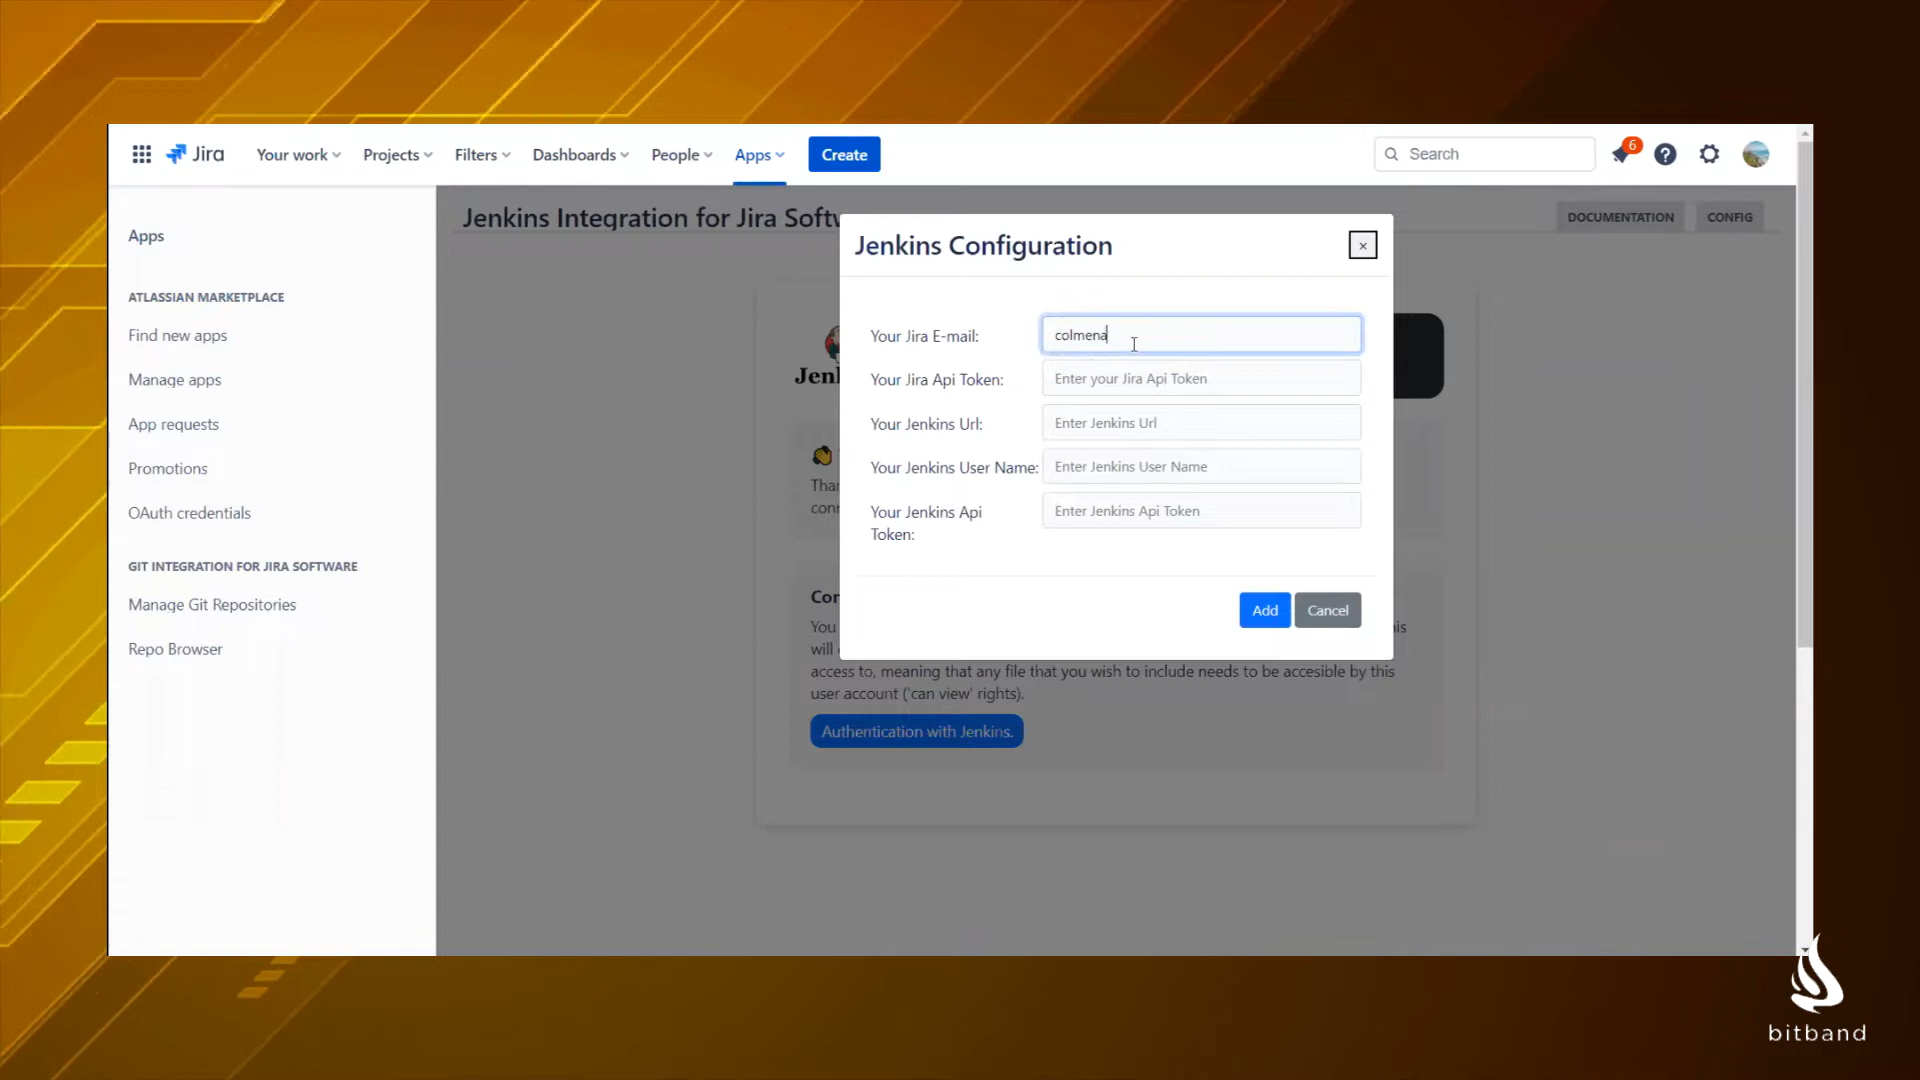 Jira
Your work
Projects
Filters
Dashboards
People
Apps
Create
Search
6
Apps
ATLASSIAN MARKETPLACE
Find new apps
Manage apps
App requests
Promotions
OAuth credentials
GIT INTEGRATION FOR JIRA SOFTWARE
Manage Git Repositories
Repo Browser
Jenkins Integration for Jira Softw
DOCUMENTATION
CONFIG
Jenkins Configuration
×
Your Jira E-mail:
colmena
Your Jira Api Token:
Enter your Jira Api Token
Your Jenkins Url:
Enter Jenkins Url
Your Jenkins User Name:
Enter Jenkins User Name
Your Jenkins Api
Token:
Enter Jenkins Api Token
Add
Cancel
Jen
Than
conn
Con
You
his
will
access to, meaning that any file that you wish to include needs to be accesible by this
user account ('can view' rights).
Authentication with Jenkins.
bitband